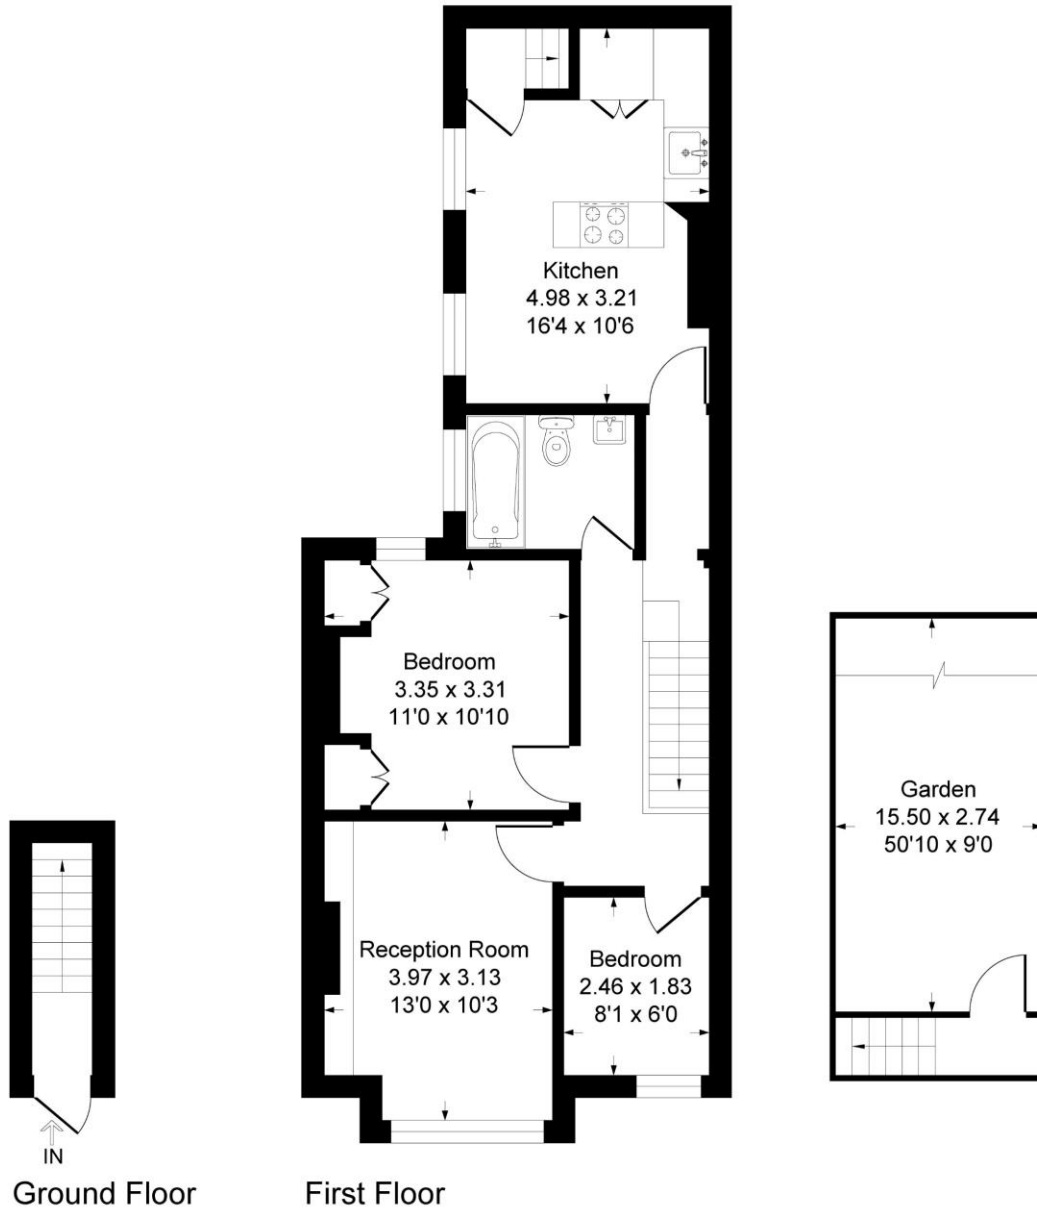 Kitchen
4.98 x 3.21
16'4 x 10'6
Bedroom
3.35 x 3.31
11'0 x 10'10
Garden
15.50 x 2.74
50'10 x 9'0
Reception Room
3.97 x 3.13
13'0 x 10'3
Bedroom
2.46 x 1.83
8'1 x 6'0
IN
Ground Floor
First Floor